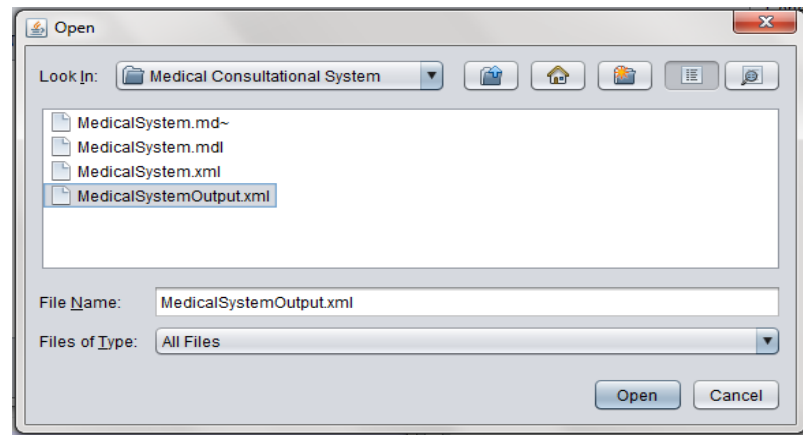 Open
Look In: Medical Consultational System
MedicalSystem.md~
MedicalSystem.mdl
MedicalSystem.xml
MedicalSystemOutput.xml
File Name: MedicalSystemOutput.xml
Files of Type: All Files
Open Cancel